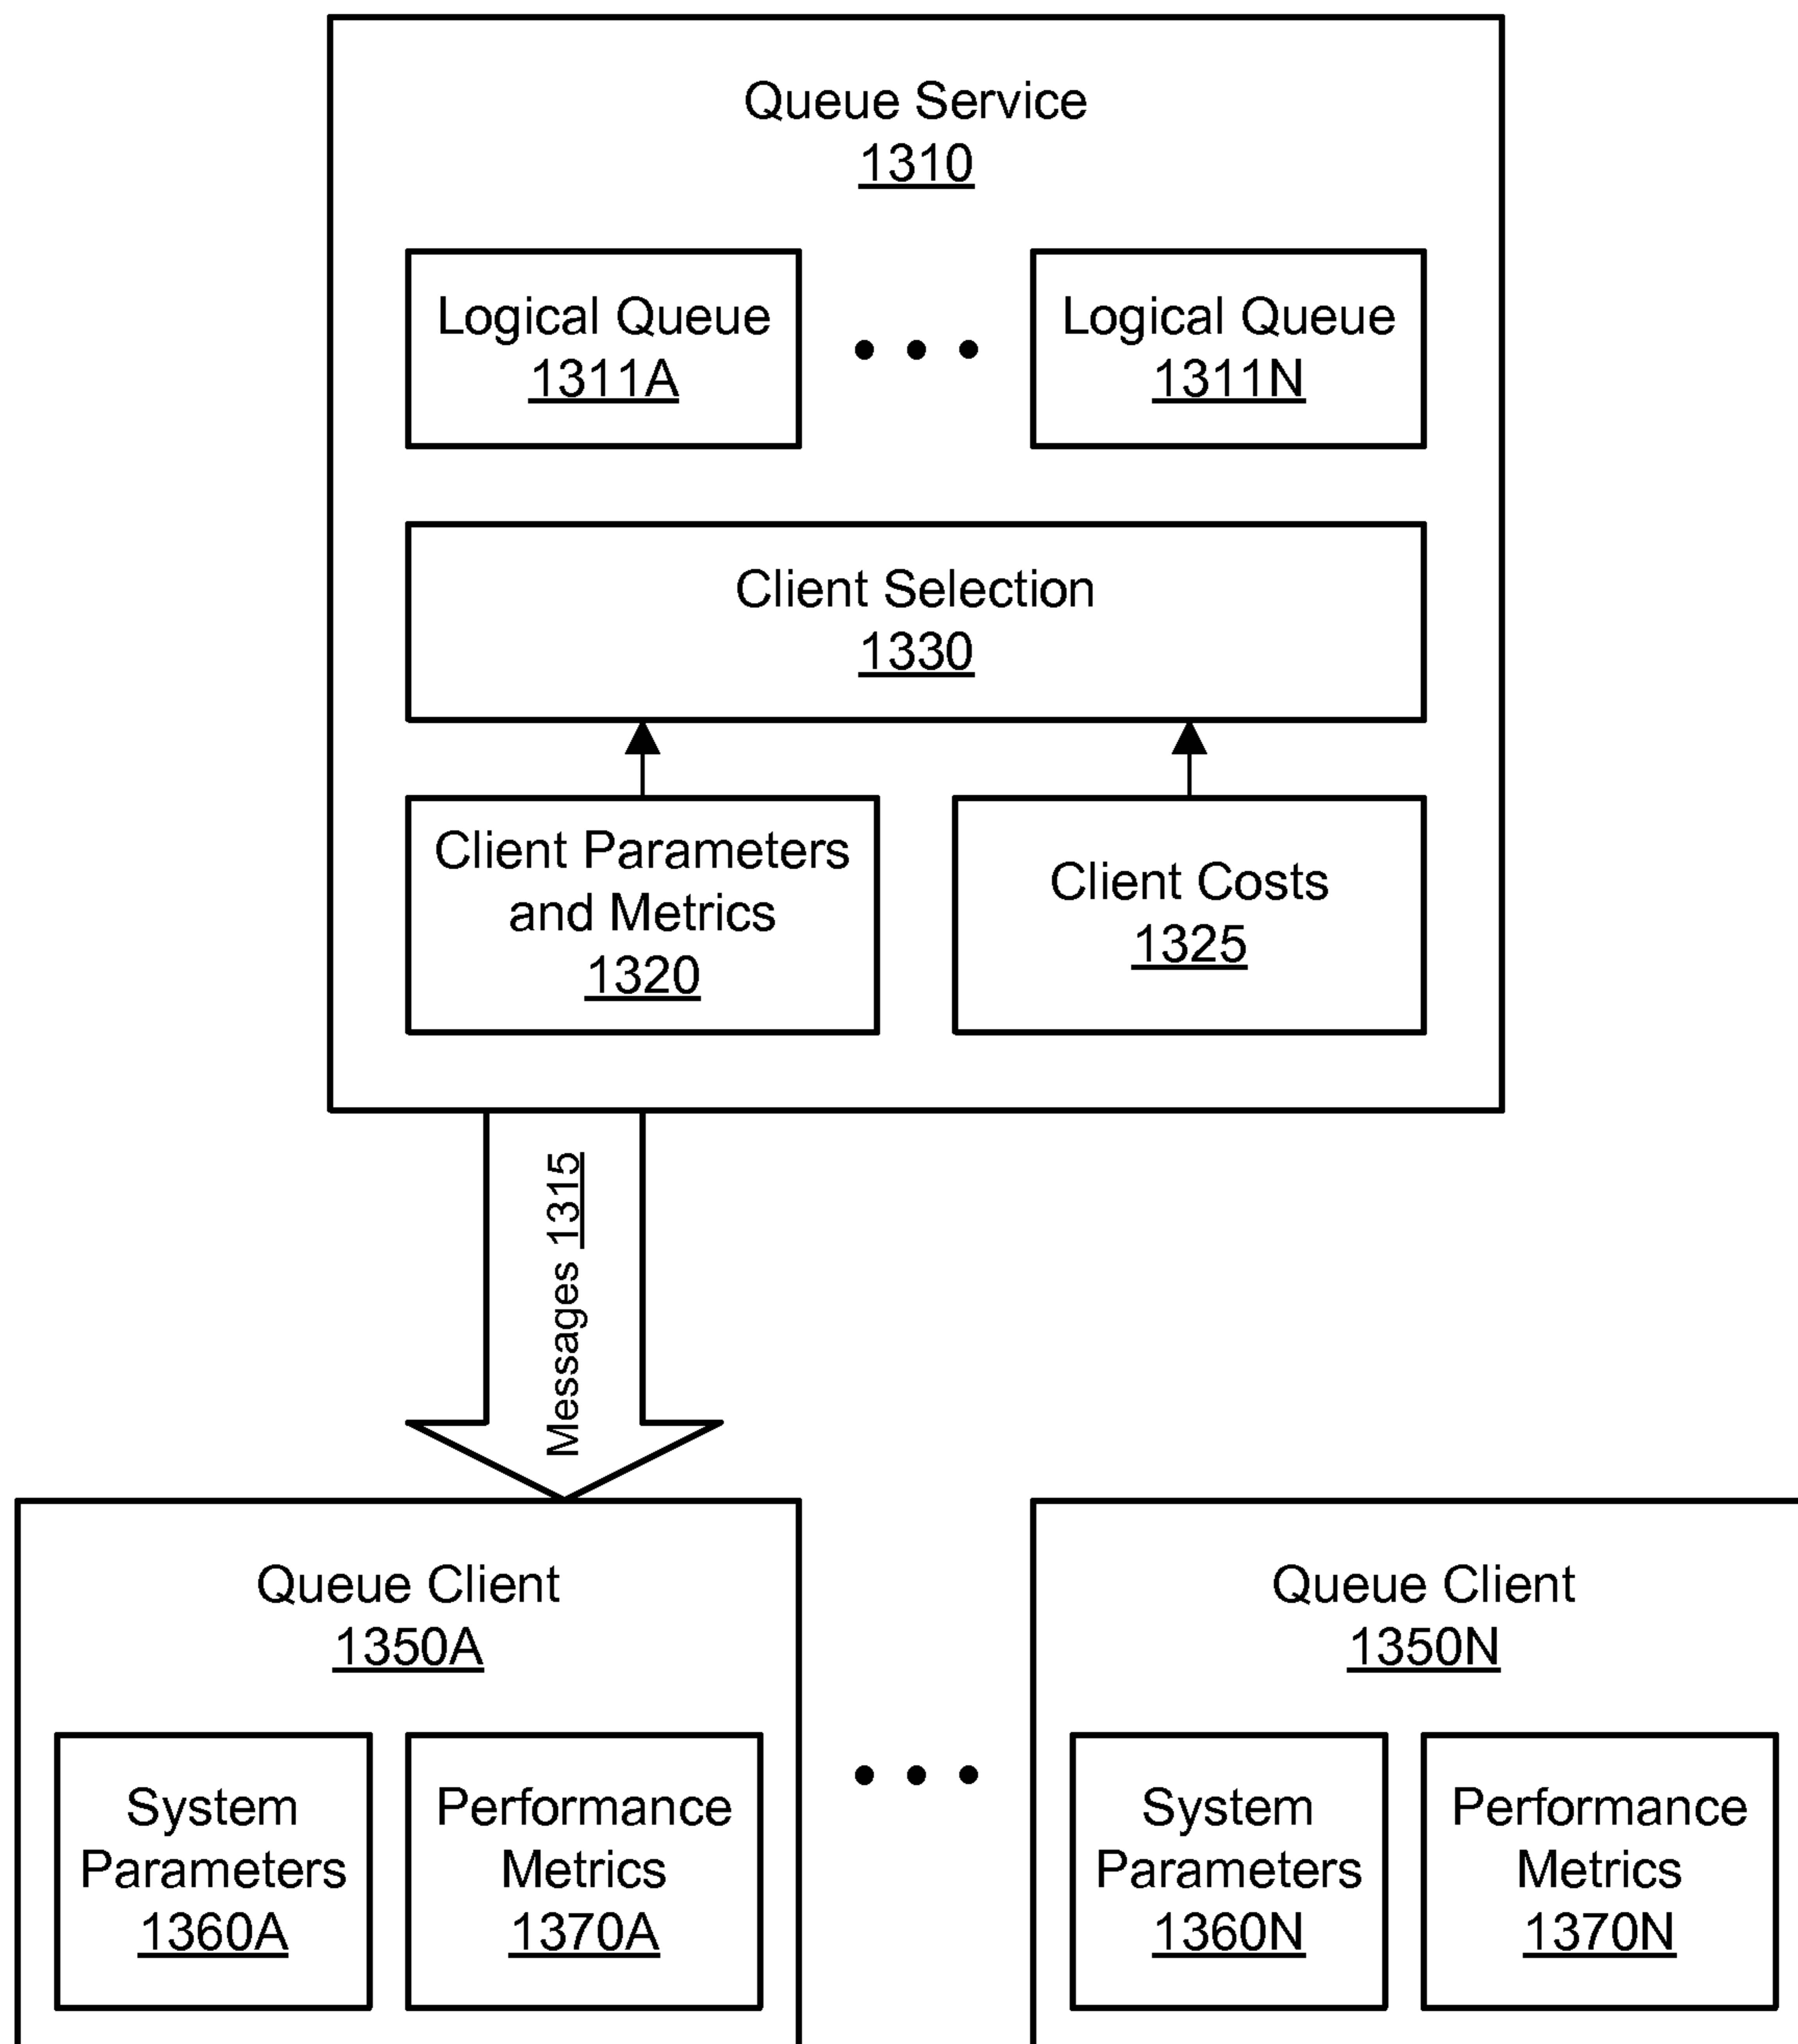 Queue Service
1310
Logical Queue
1311A
Logical Queue
1311N
Client Selection
1330
Client Parameters
and Metrics
1320
Client Costs
1325
Messages 1315
Queue Client
1350A
System
Parameters
1360A
Performance
Metrics
1370A
Queue Client
1350N
System
Parameters
1360N
Performance
Metrics
1370N